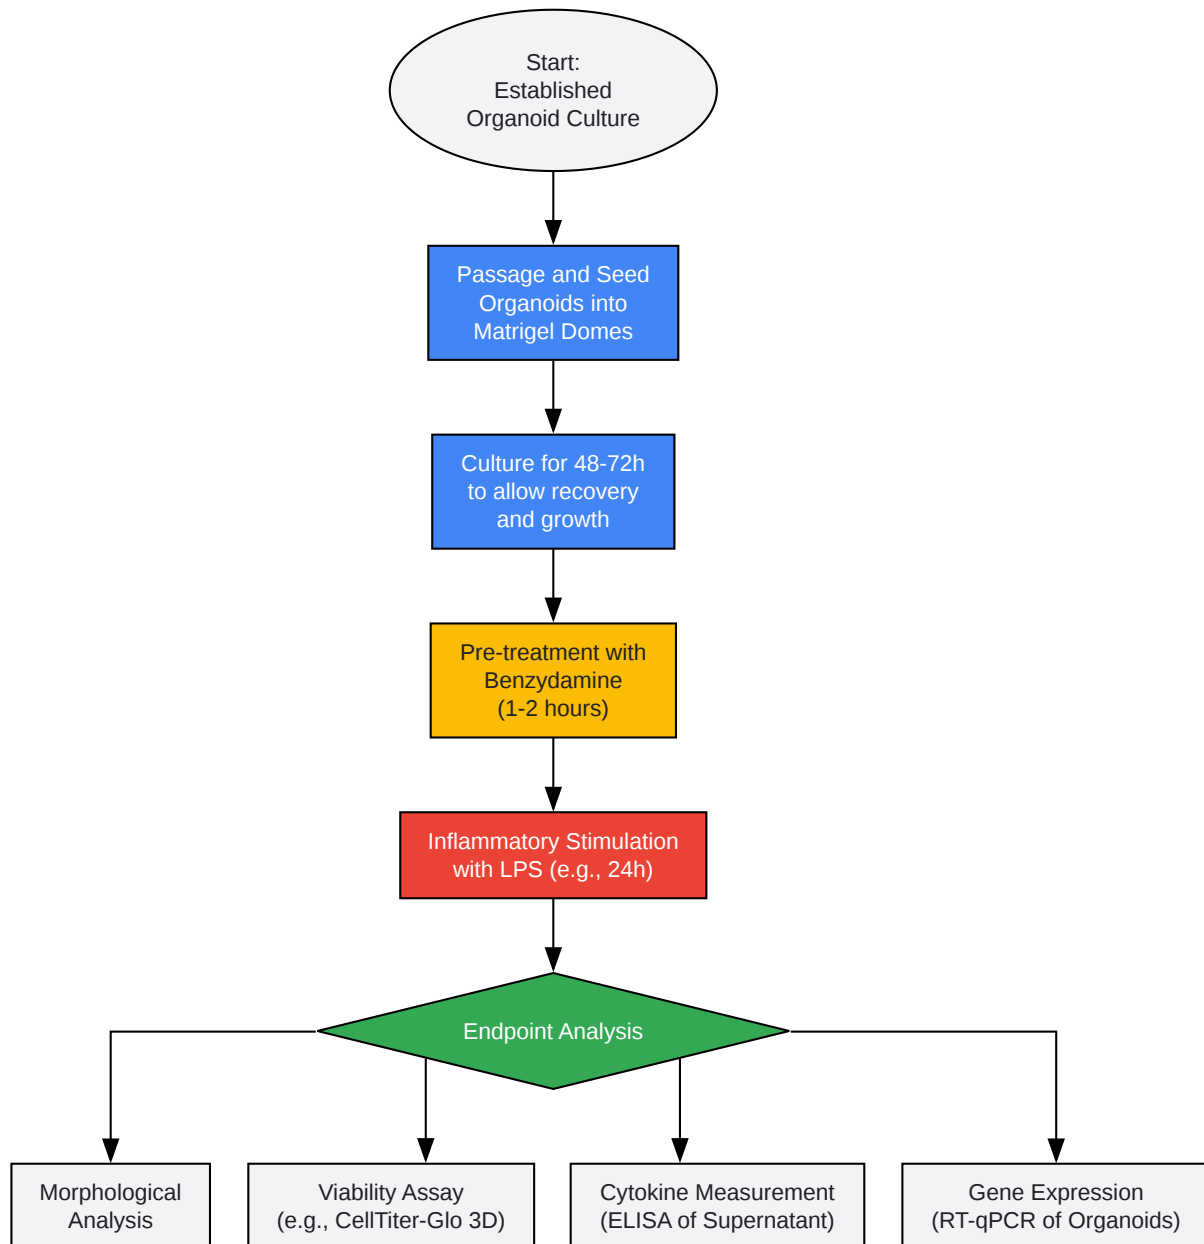 Start:
Established
Organoid Culture
Passage and Seed
Organoids into
Matrigel Domes
Culture for 48-72h
to allow recovery
and growth
Pre-treatment with
Benzydamine
(1-2 hours)
Inflammatory Stimulation
with LPS (e.g., 24h)
Endpoint Analysis
Morphological
Analysis
Viability Assay
(e.g., CellTiter-Glo 3D)
Cytokine Measurement
(ELISA of Supernatant)
Gene Expression
(RT-qPCR of Organoids)